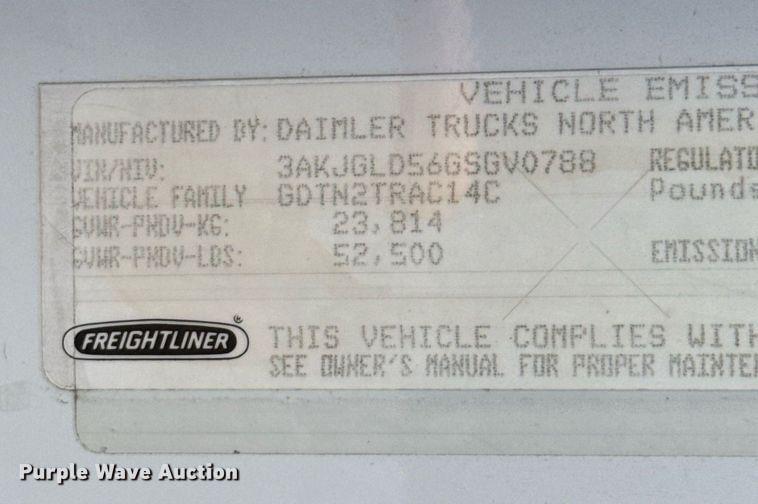 VEHICLE EMISS
MANUFACTURED BY: DAIMLER TRUCKS NORTH AMER
VIN/NIV: 3AKJGLD56GSGV0788 REGULATO
VEHICLE FAMILY GDTN2TRAC14C Pounds
GVWR-PNDV-KG: 23,814
GVWR-PNDV-LBS: 52,500 EMISSION
FREIGHTLINER®
THIS VEHICLE COMPLIES WITH
SEE OWNER'S MANUAL FOR PROPER MAINTEN
Purple Wave Auction